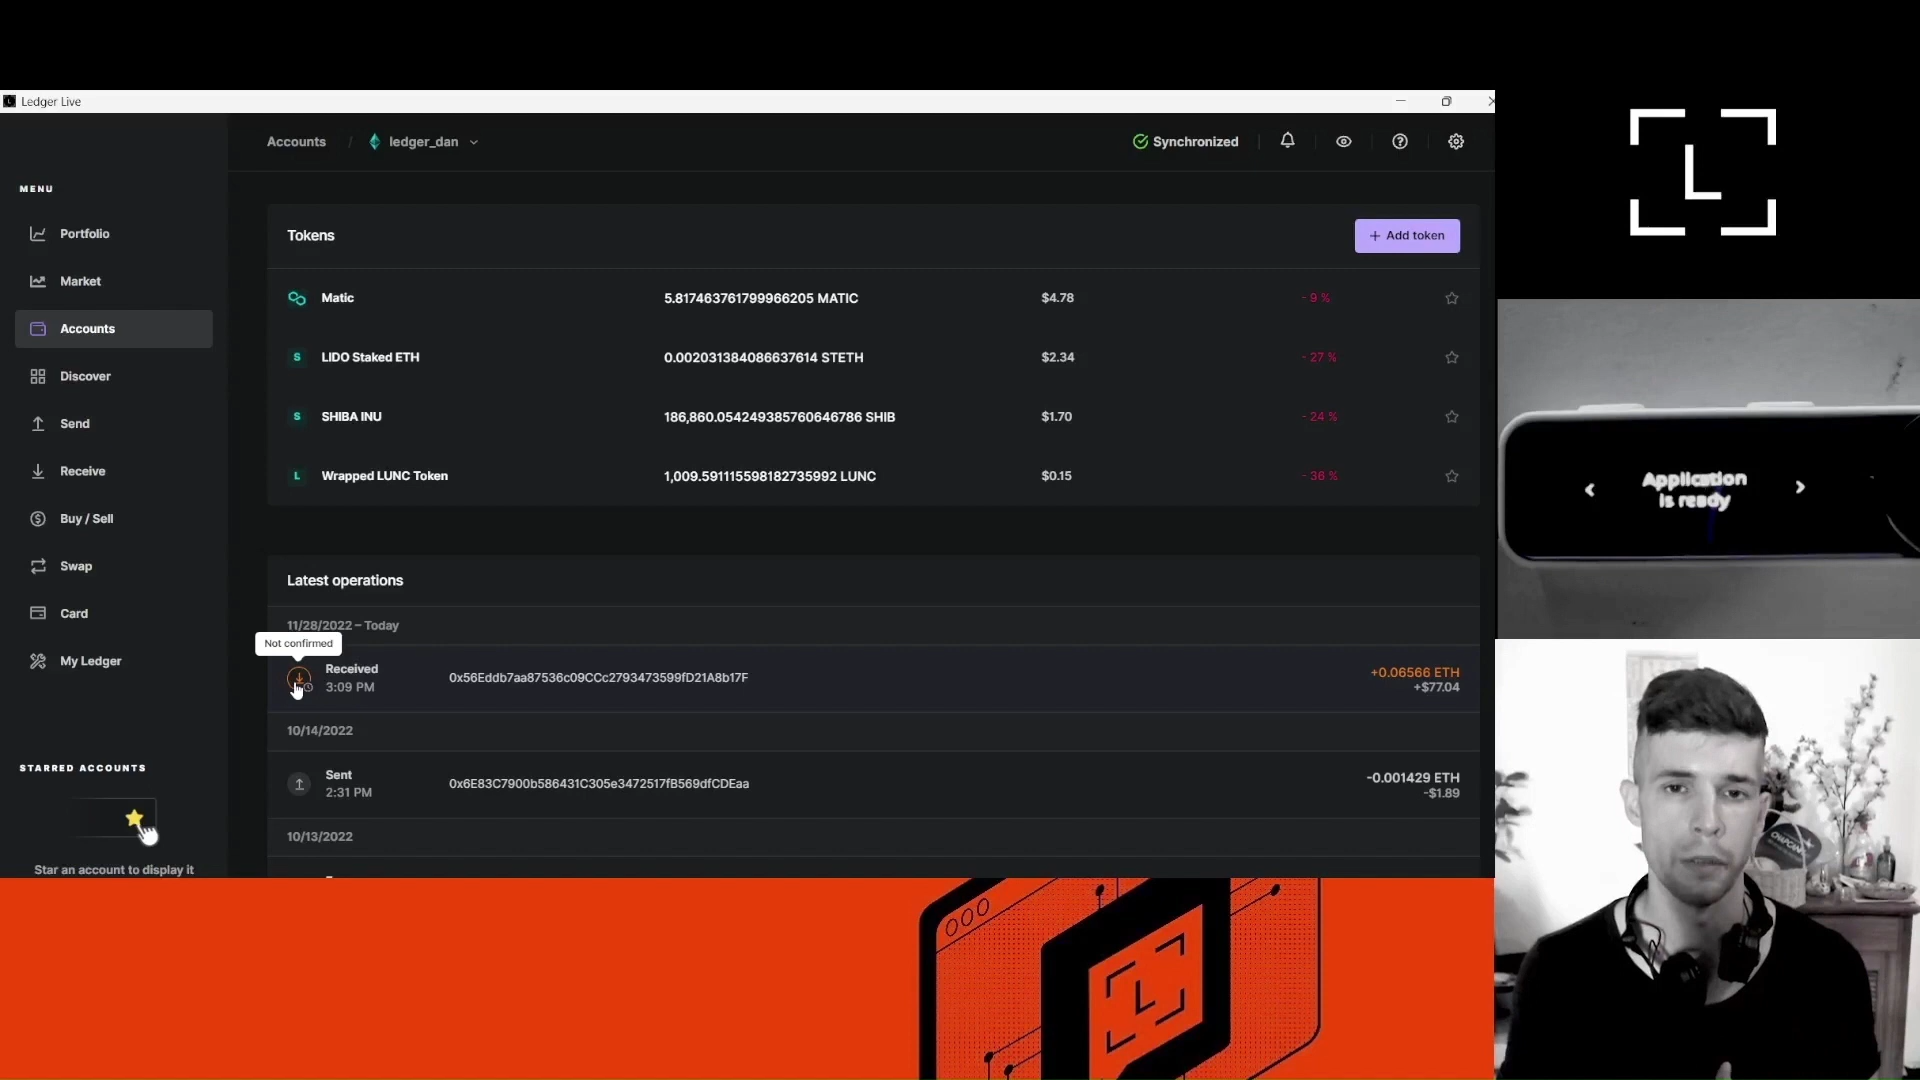 Ledger Live
Accounts / ledger_dan
Synchronized
MENU
Portfolio
Market
Accounts
Discover
Send
Receive
Buy / Sell
Swap
Card
My Ledger
STARRED ACCOUNTS
Star an account to display it
Tokens
+ Add token
Matic 5.817463761799966205 MATIC $4.78 - 9 %
S LIDO Staked ETH 0.002031384086637614 STETH $2.34 - 27 %
S SHIBA INU 186,860.054249385760646786 SHIB $1.70 - 24 %
L Wrapped LUNC Token 1,009.591115598182735992 LUNC $0.15 - 36 %
Latest operations
11/28/2022 – Today
Not confirmed
Received 0x56Eddb7aa87536c09CCc2793473599fD21A8b17F +0.06566 ETH
3:09 PM +$77.04
10/14/2022
Sent 0x6E83C7900b586431C305e3472517fB569dfCDEaa -0.001429 ETH
2:31 PM -$1.89
10/13/2022
L
Application
is ready
L